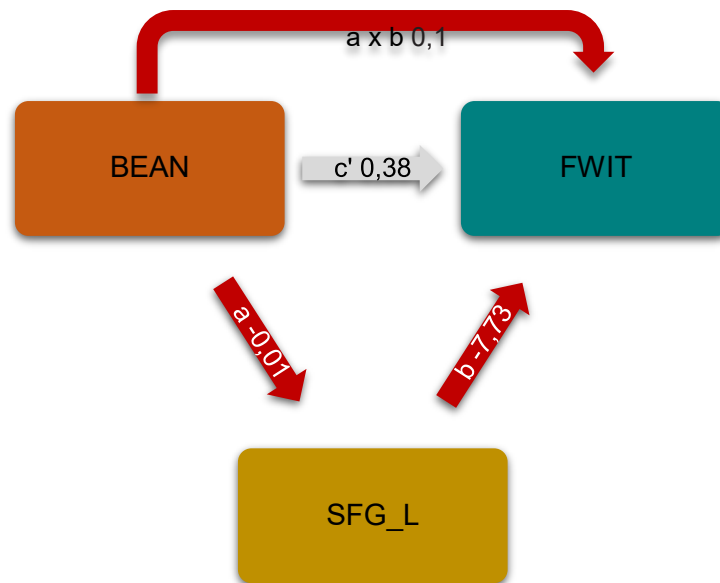 a x b 0,1
BEAN
c' 0,38
FWIT
a -0,01
b -7,73
SFG_L